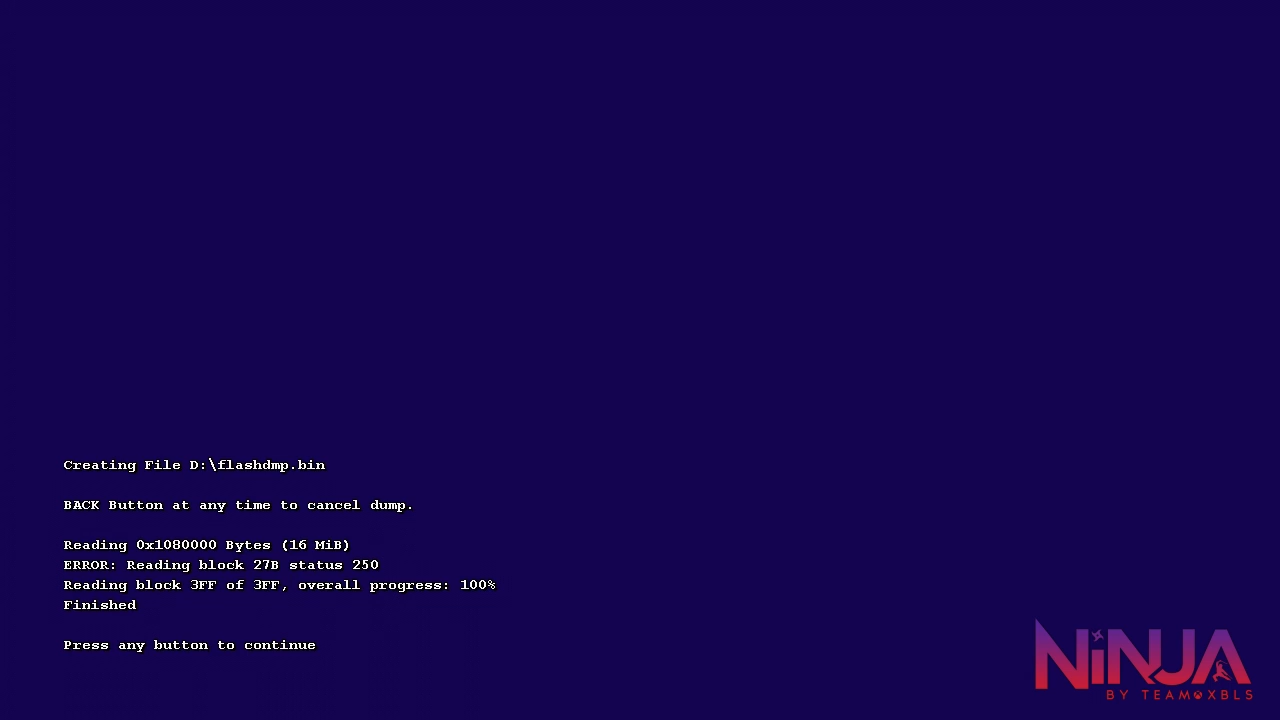 Creating File D:\flashdmp.bin
BACK Button at any time to cancel dump.
Reading 0x1080000 Bytes (16 MiB)
ERROR: Reading block 27B status 250
Reading block 3FF of 3FF, overall progress: 100%
Finished
Press any button to continue
NINJA
BY TEAMXBLS